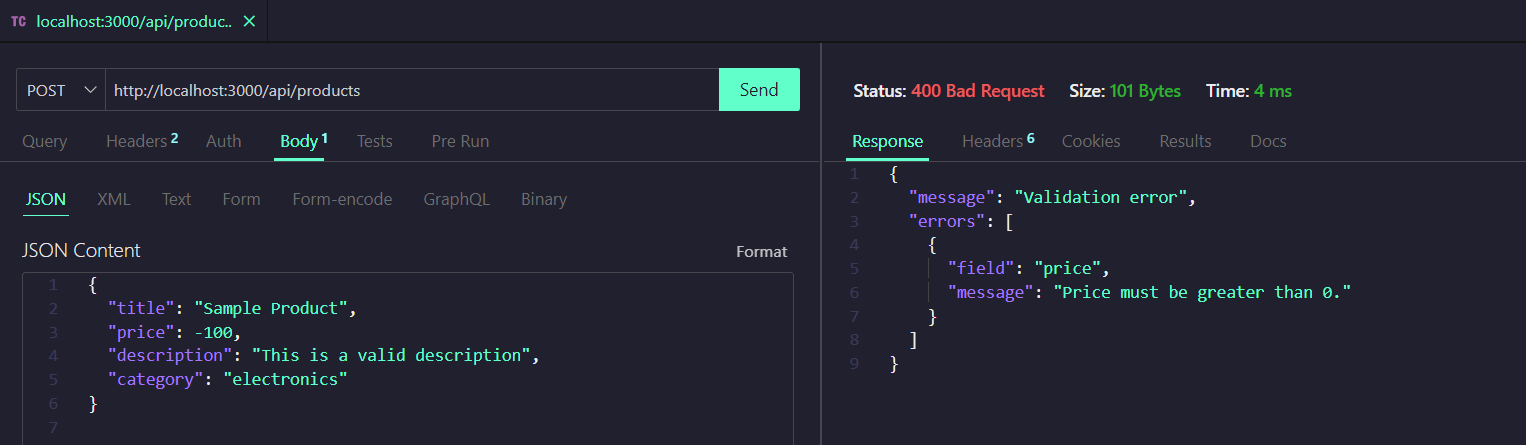 TC localhost:3000/api/produc.. ×
POST http://localhost:3000/api/products Send
Query Headers 2 Auth Body 1 Tests Pre Run
JSON XML Text Form Form-encode GraphQL Binary
JSON Content Format
1 {
2 "title": "Sample Product",
3 "price": -100,
4 "description": "This is a valid description",
5 "category": "electronics"
6 }
7
Status: 400 Bad Request Size: 101 Bytes Time: 4 ms
Response Headers 6 Cookies Results Docs
1 {
2 "message": "Validation error",
3 "errors": [
4 {
5 "field": "price",
6 "message": "Price must be greater than 0."
7 }
8 ]
9 }